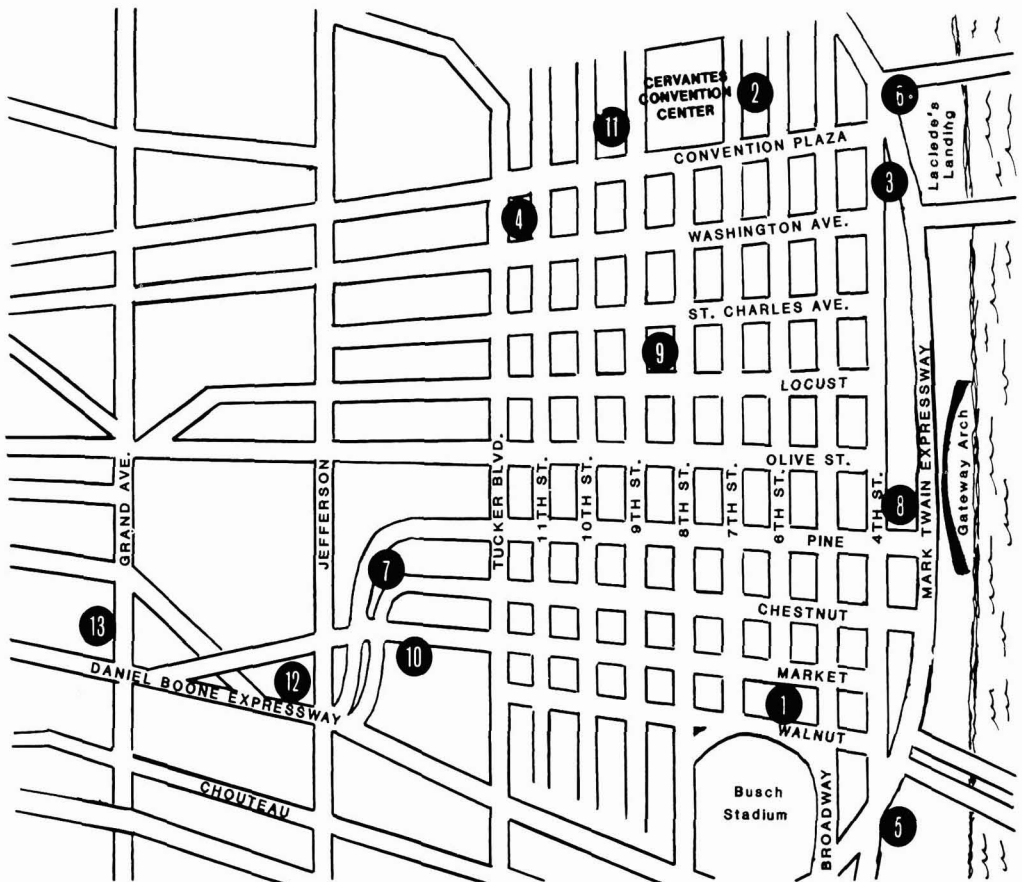 CERVANTES
CONVENTION
CENTER
2
6
11
CONVENTION PLAZA
Laclede's
Landing
3
4
WASHINGTON AVE.
ST. CHARLES AVE.
9
LOCUST
MARK TWAIN EXPRESSWAY
Gateway Arch
OLIVE ST.
GRAND AVE.
JEFFERSON
TUCKER BLVD.
11TH ST.
10TH ST.
9TH ST.
8TH ST.
7TH ST.
6TH ST.
4TH ST.
8
PINE
7
CHESTNUT
13
10
MARKET
12
DANIEL BOONE EXPRESSWAY
1
WALNUT
CHOUTEAU
Busch
Stadium
BROADWAY
5